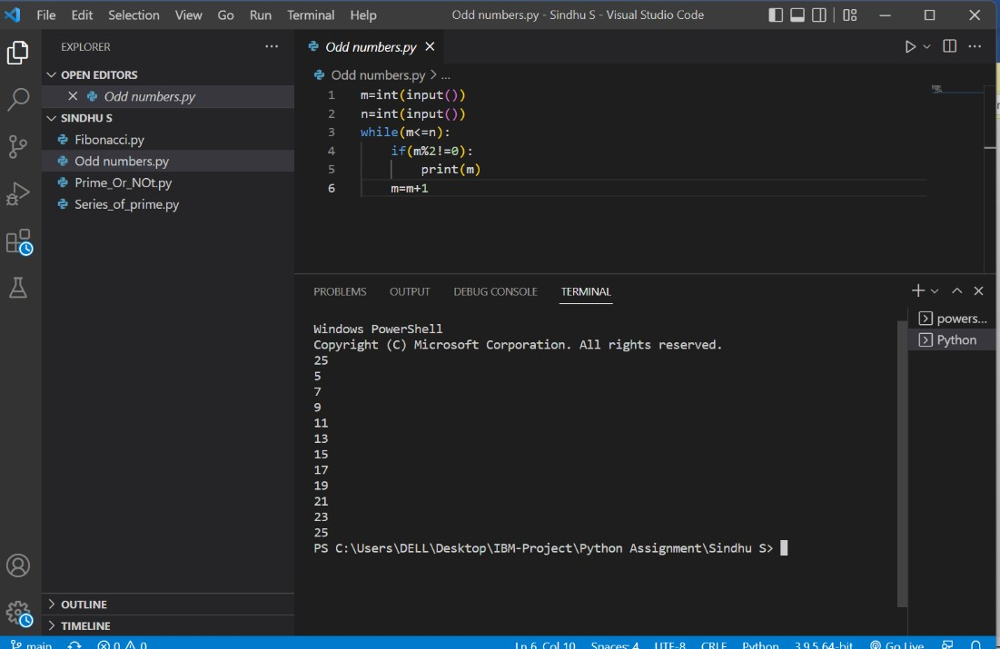 File Edit Selection View Go Run Terminal Help Odd numbers.py - Sindhu S - Visual Studio Code
EXPLORER
OPEN EDITORS
Odd numbers.py
SINDHU S
Fibonacci.py
Odd numbers.py
Prime_Or_NOt.py
Series_of_prime.py
OUTLINE
TIMELINE
Odd numbers.py
Odd numbers.py > ...
1 m=int(input())
2 n=int(input())
3 while(m<=n):
4 if(m%2!=0):
5 print(m)
6 m=m+1
PROBLEMS OUTPUT DEBUG CONSOLE TERMINAL
Windows PowerShell
Copyright (C) Microsoft Corporation. All rights reserved.
25
5
7
9
11
13
15
17
19
21
23
25
PS C:\Users\DELL\Desktop\IBM-Project\Python Assignment\Sindhu S>
powers...
Python
main 0 0 Ln 6, Col 10 Spaces: 4 UTF-8 CRLF Python 3.9.5 64-bit Go Live